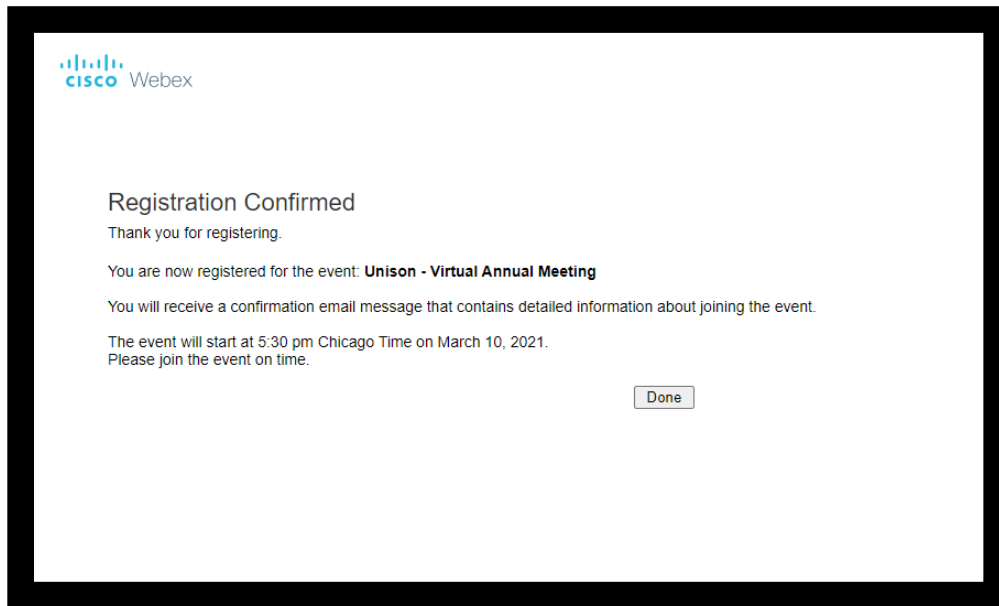 cisco Webex
Registration Confirmed
Thank you for registering.
You are now registered for the event: Unison - Virtual Annual Meeting
You will receive a confirmation email message that contains detailed information about joining the event.
The event will start at 5:30 pm Chicago Time on March 10, 2021.
Please join the event on time.
Done